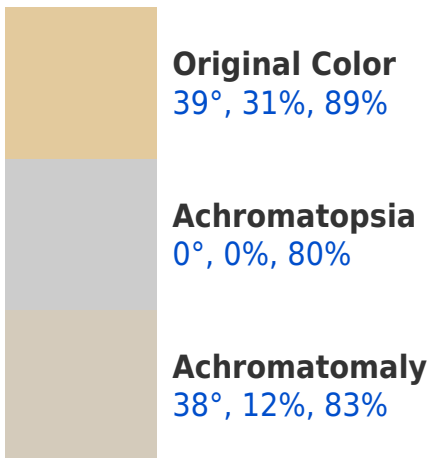 Original Color
39°, 31%, 89%
Achromatopsia
0°, 0%, 80%
Achromatomaly
38°, 12%, 83%